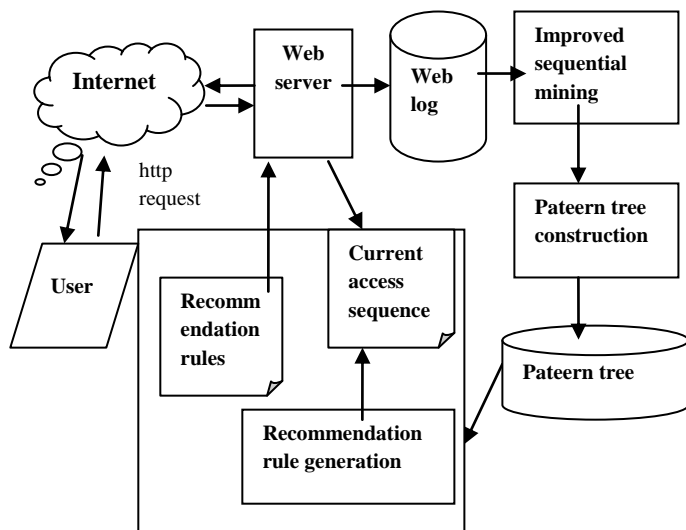 Internet
Web
server
Web
log
Improved
sequential
mining
http
request
Pateern tree
construction
User
Current
access
sequence
Recomm
endation
rules
Pateern tree
Recommendation
rule generation